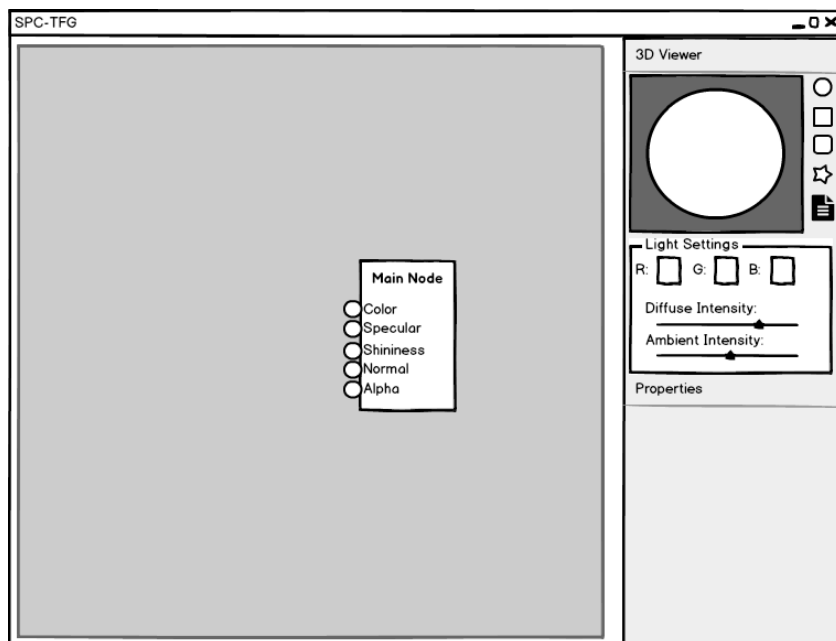 SPC-TFG
3D Viewer
Light Settings
R: G: B:
Diffuse Intensity:
Ambient Intensity:
Properties
Main Node
Color
Specular
Shininess
Normal
Alpha